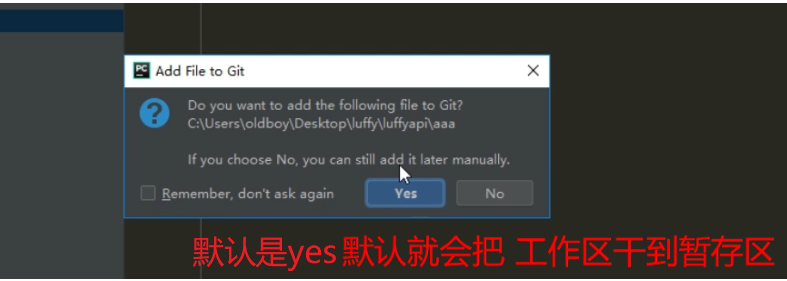 PC Add File to Git
Do you want to add the following file to Git?
C:\Users\oldboy\Desktop\luffy\luffyapi\aaa
If you choose No, you can still add it later manually.
Remember, don't ask again Yes No
默认是yes 默认就会把 工作区干到暂存区